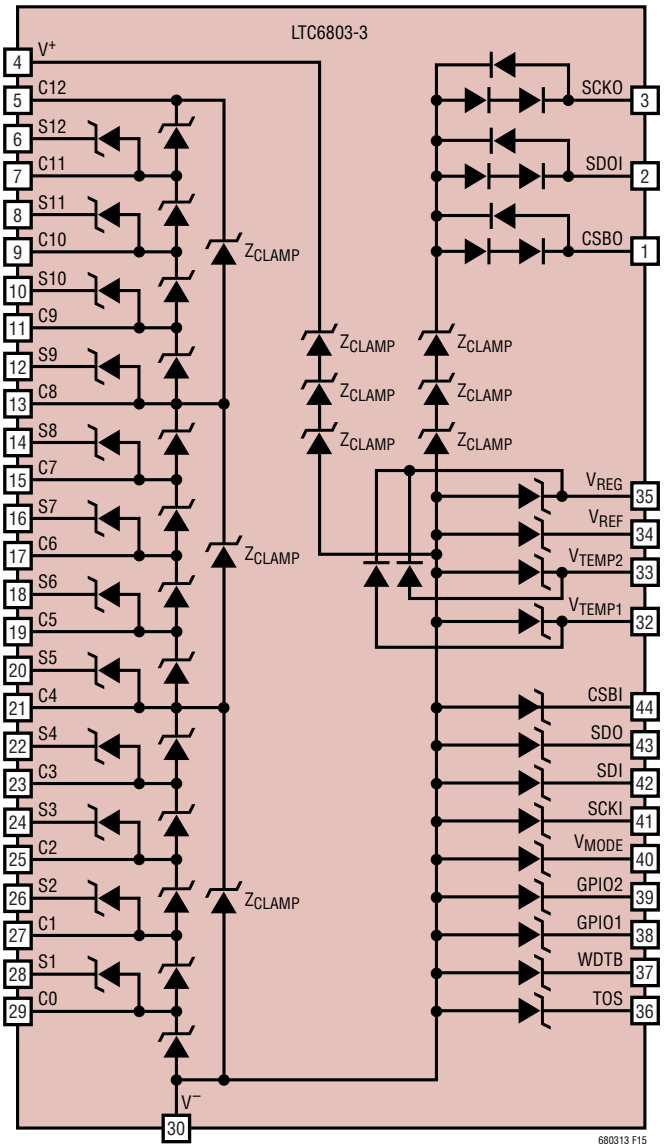 LTC6803-3
4 V+
5 C12
6 S12
7 C11
8 S11
9 C10
10 S10
11 C9
12 S9
13 C8
14 S8
15 C7
16 S7
17 C6
18 S6
19 C5
20 S5
21 C4
22 S4
23 C3
24 S3
25 C2
26 S2
27 C1
28 S1
29 C0
V−
30
ZCLAMP
ZCLAMP
ZCLAMP
ZCLAMP ZCLAMP
ZCLAMP ZCLAMP
ZCLAMP ZCLAMP
SCKO 3
SDOI 2
CSBO 1
VREG 35
VREF 34
VTEMP2 33
VTEMP1 32
CSBI 44
SDO 43
SDI 42
SCKI 41
VMODE 40
GPIO2 39
GPIO1 38
WDTB 37
TOS 36
680313 F15